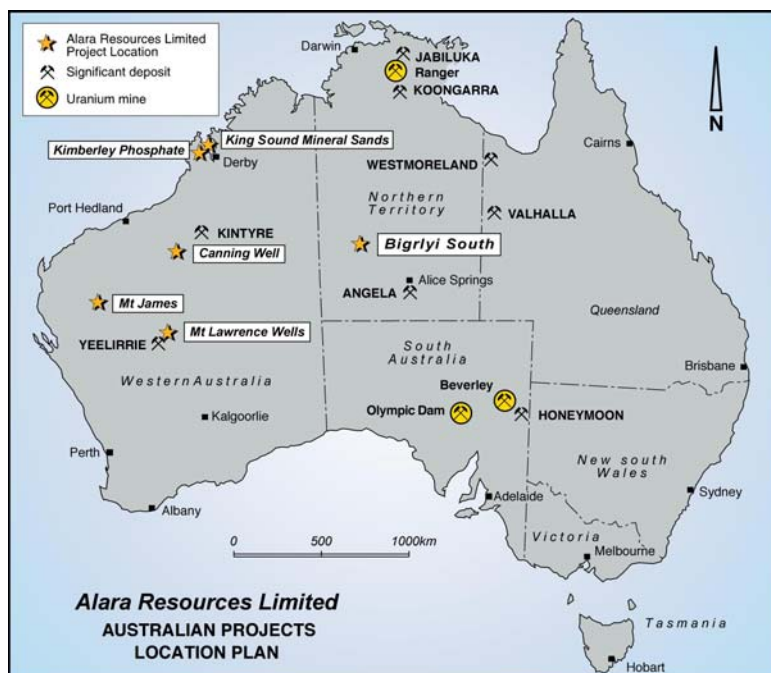 Alara Resources Limited
Project Location
Significant deposit
Uranium mine
Darwin
JABILUKA
Ranger
KOONGARRA
N
King Sound Mineral Sands
Kimberley Phosphate
Derby
Cairns
WESTMORELAND
Northern
Territory
Port Hedland
VALHALLA
KINTYRE
Bigrlyi South
Canning Well
Alice Springs
ANGELA
Mt James
Queensland
Mt Lawrence Wells
YEELIRRIE
South
Australia
Brisbane
Western Australia
Beverley
Olympic Dam
HONEYMOON
Kalgoorlie
New south
Wales
Perth
Adelaide
Sydney
Albany
Victoria
0 500 1000km
Melbourne
Alara Resources Limited
AUSTRALIAN PROJECTS
LOCATION PLAN
Tasmania
Hobart